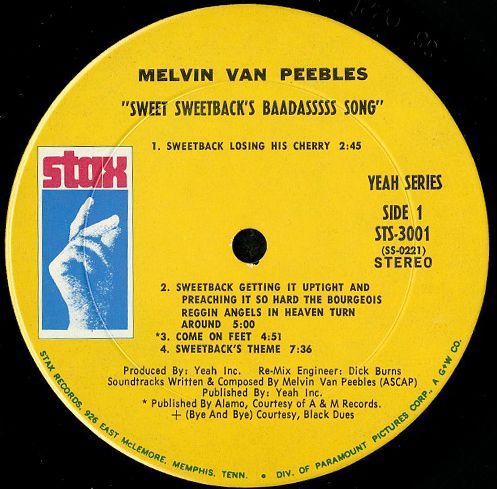 MELVIN VAN PEEBLES
"SWEET SWEETBACK'S BAADASSSSS SONG"
1. SWEETBACK LOSING HIS CHERRY 2:45
stax
YEAH SERIES
SIDE 1
STS-3001
(SS-0221)
STEREO
2. SWEETBACK GETTING IT UPTIGHT AND
PREACHING IT SO HARD THE BOURGEOIS
REGGIN ANGELS IN HEAVEN TURN
AROUND 5:00
*3. COME ON FEET 4:51
4. SWEETBACK'S THEME 7:36
Produced By: Yeah Inc. Re-Mix Engineer: Dick Burns
Soundtracks Written & Composed By Melvin Van Peebles (ASCAP)
Published By: Yeah Inc.
* Published By Alamo, Courtesy of A & M Records.
+ (Bye And Bye) Courtesy, Black Dues
STAX RECORDS, 926 EAST McLEMORE, MEMPHIS, TENN. • DIV. OF PARAMOUNT PICTURES CORP., A G+W CO.